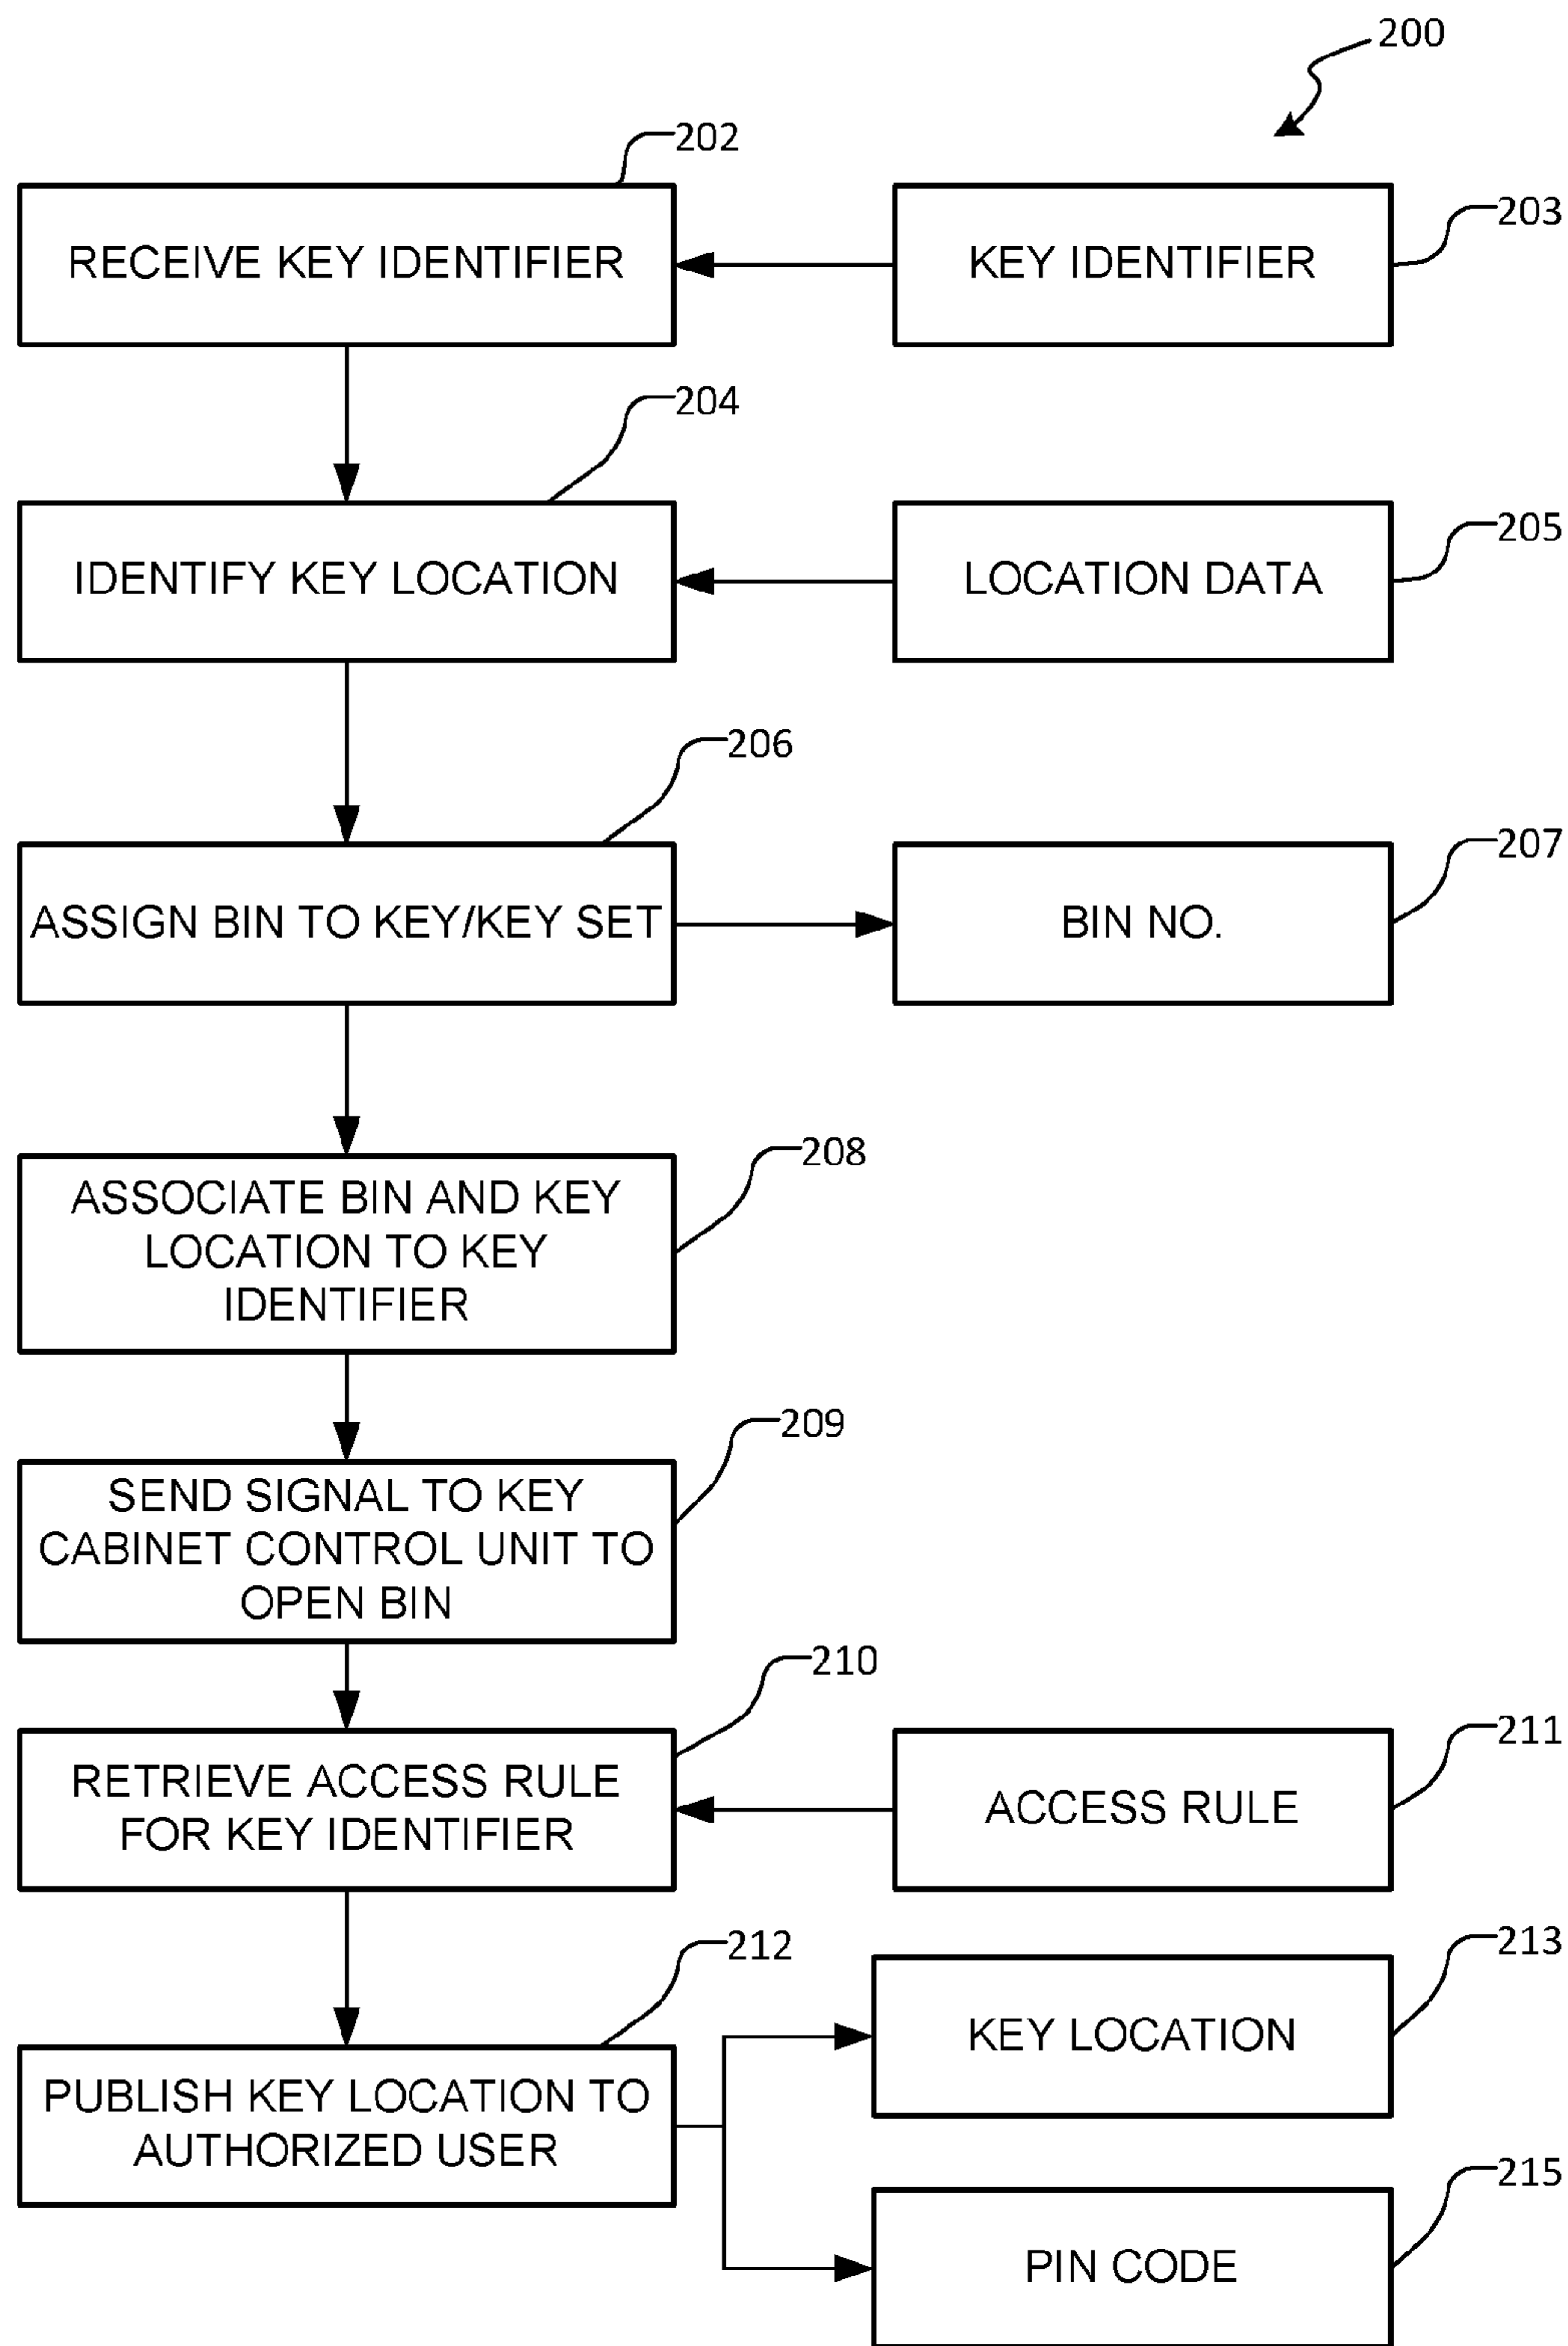 200
202
RECEIVE KEY IDENTIFIER
KEY IDENTIFIER
203
204
IDENTIFY KEY LOCATION
LOCATION DATA
205
206
ASSIGN BIN TO KEY/KEY SET
BIN NO.
207
208
ASSOCIATE BIN AND KEY
LOCATION TO KEY
IDENTIFIER
209
SEND SIGNAL TO KEY
CABINET CONTROL UNIT TO
OPEN BIN
210
RETRIEVE ACCESS RULE
FOR KEY IDENTIFIER
ACCESS RULE
211
212
PUBLISH KEY LOCATION TO
AUTHORIZED USER
KEY LOCATION
213
PIN CODE
215